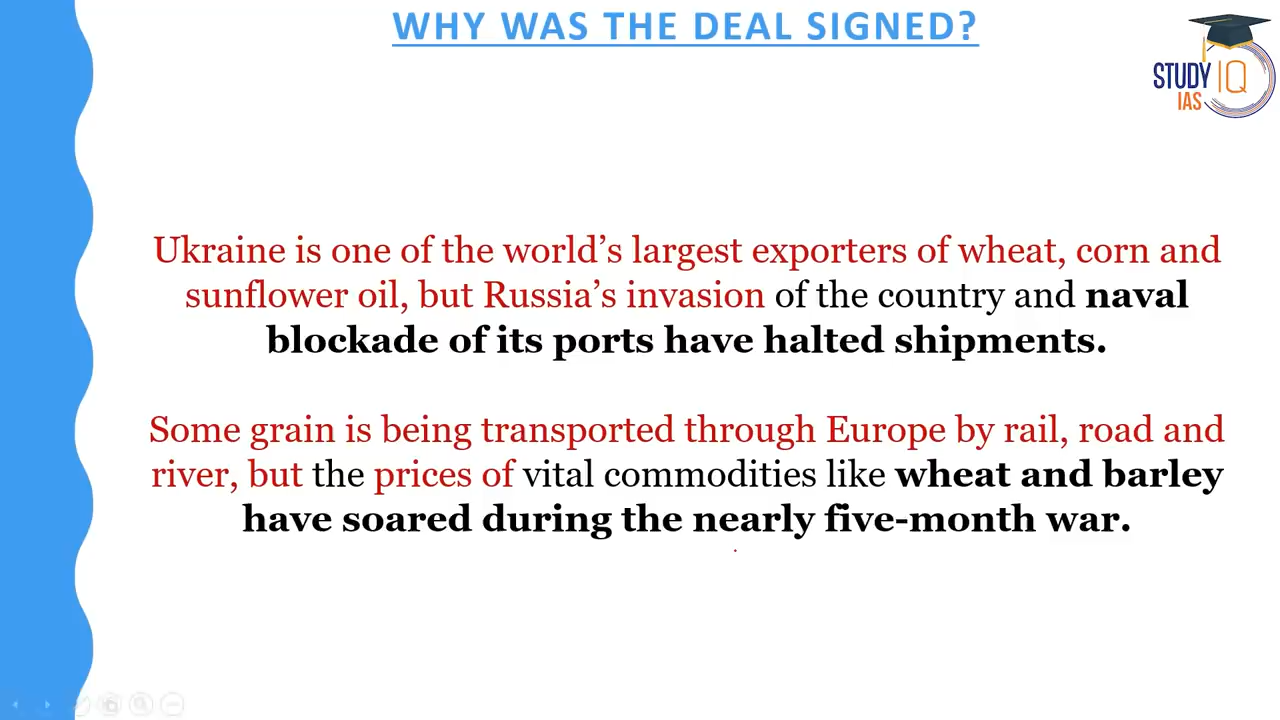 WHY WAS THE DEAL SIGNED?
STUDY IQ
IAS
Ukraine is one of the world’s largest exporters of wheat, corn and
sunflower oil, but Russia’s invasion of the country and naval
blockade of its ports have halted shipments.
Some grain is being transported through Europe by rail, road and
river, but the prices of vital commodities like wheat and barley
have soared during the nearly five-month war.